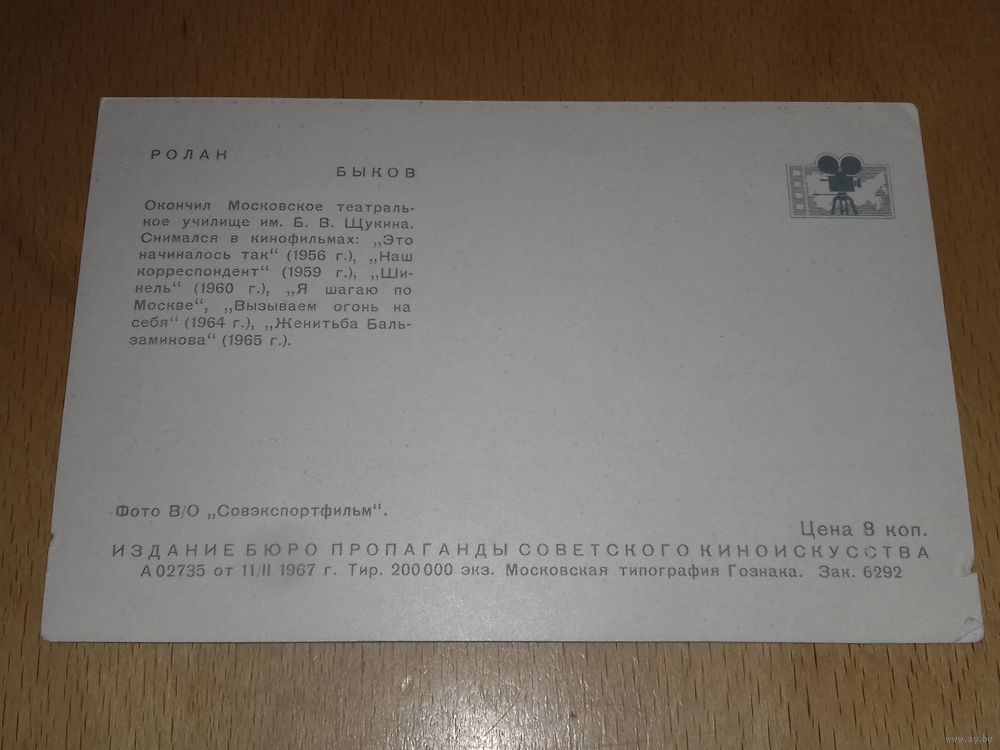 РОЛАН
БЫКОВ
Окончил Московское театраль-
ное училище им. Б. В. Щукина.
Снимался в кинофильмах: „Это
начиналось так“ (1956 г.), „Наш
корреспондент“ (1959 г.), „Ши-
нель“ (1960 г.), „Я шагаю по
Москве“, „Вызываем огонь на
себя“ (1964 г.), „Женитьба Баль-
заминова“ (1965 г.).
Фото В/О „Совэкспортфильм“.
Цена 8 коп.
ИЗДАНИЕ БЮРО ПРОПАГАНДЫ СОВЕТСКОГО КИНОИСКУССТВА
А 02735 от 11/II 1967 г. Тир. 200 000 экз. Московская типография Гознака. Зак. 6292
www.ay.by